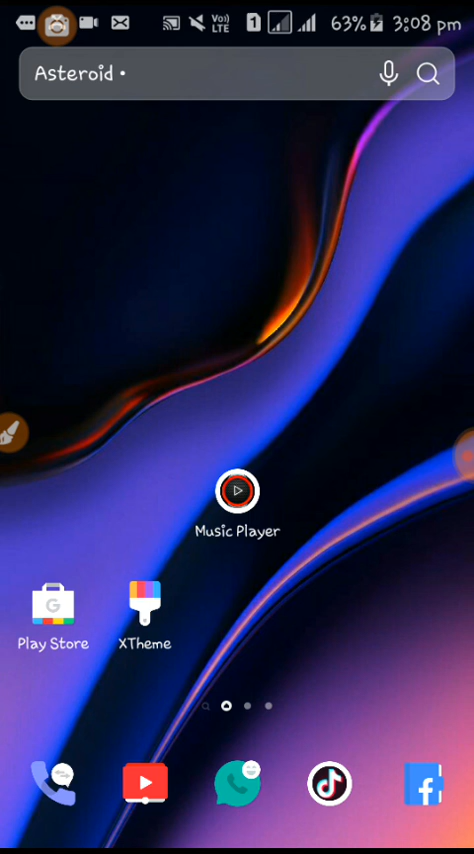 Vo)) LTE 1 63% 3:08 pm
Asteroid •
Music Player
G
Play Store XTheme